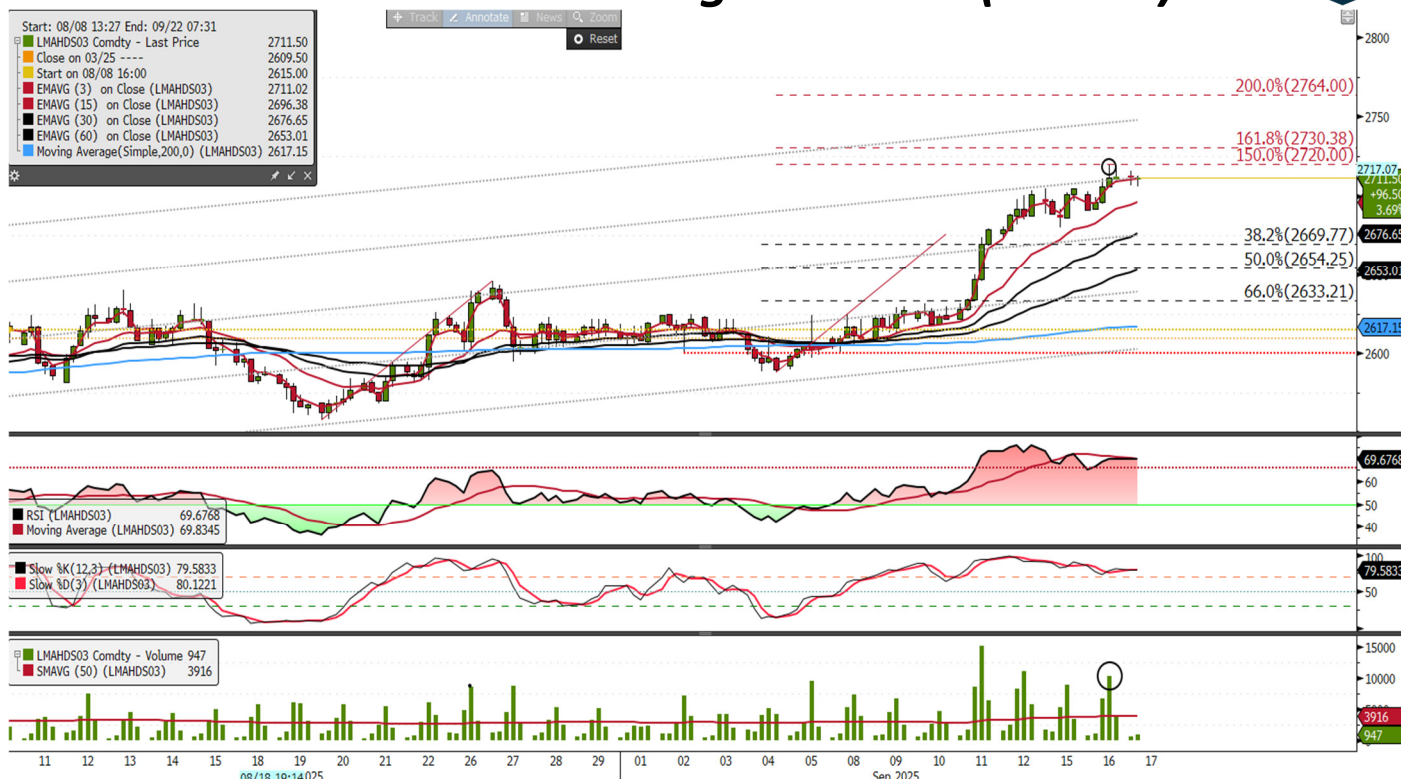 Track Annotate News Zoom
Reset
Start: 08/08 13:27 End: 09/22 07:31
LMAHDS03 Comdty - Last Price 2711.50
Close on 03/25 ---- 2609.50
Start on 08/08 16:00 2615.00
EMAVG (3) on Close (LMAHDS03) 2711.02
EMAVG (15) on Close (LMAHDS03) 2696.38
EMAVG (30) on Close (LMAHDS03) 2676.65
EMAVG (60) on Close (LMAHDS03) 2653.01
Moving Average(Simple,200,0) (LMAHDS03) 2617.15
2800
200.0%(2764.00)
2750
161.8%(2730.38)
150.0%(2720.00)
2717.07
2711.50
+96.50
3.69%
38.2%(2669.77)
2676.65
50.0%(2654.25)
2653.01
66.0%(2633.21)
2617.15
2600
RSI (LMAHDS03) 69.6768
Moving Average (LMAHDS03) 69.8345
69.6768
60
50
40
Slow %K(12,3) (LMAHDS03) 79.5833
Slow %D(3) (LMAHDS03) 80.1221
100
79.5833
50
LMAHDS03 Comdty - Volume 947
SMAVG (50) (LMAHDS03) 3916
15000
10000
3916
947
11 12 13 14 15 18 19 20 21 22 26 27 28 29 01 02 03 04 05 08 09 10 11 12 15 16 17
08/18 19:14 025 Sep 2025